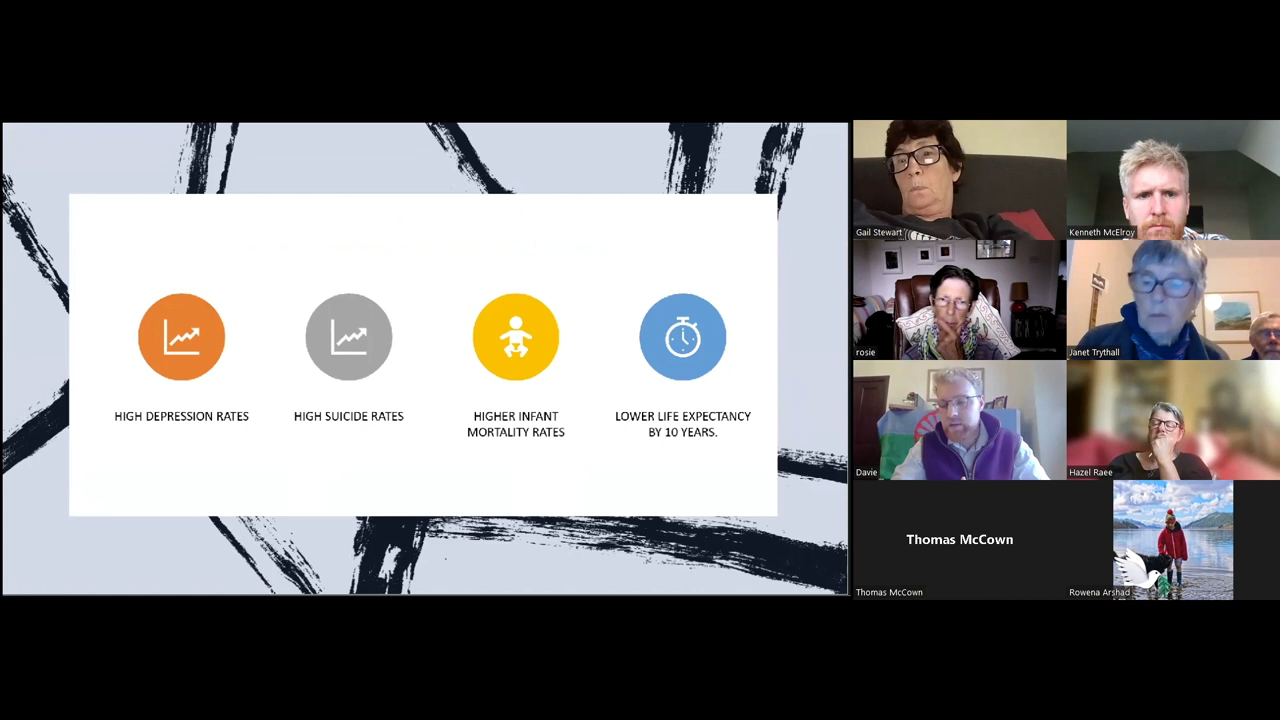 HIGH DEPRESSION RATES
HIGH SUICIDE RATES
HIGHER INFANT
MORTALITY RATES
LOWER LIFE EXPECTANCY
BY 10 YEARS.
Gail Stewart
Kenneth McElroy
rosie
Janet Trythall
Davie
Hazel Raee
Thomas McCown
Thomas McCown
Rowena Arshad